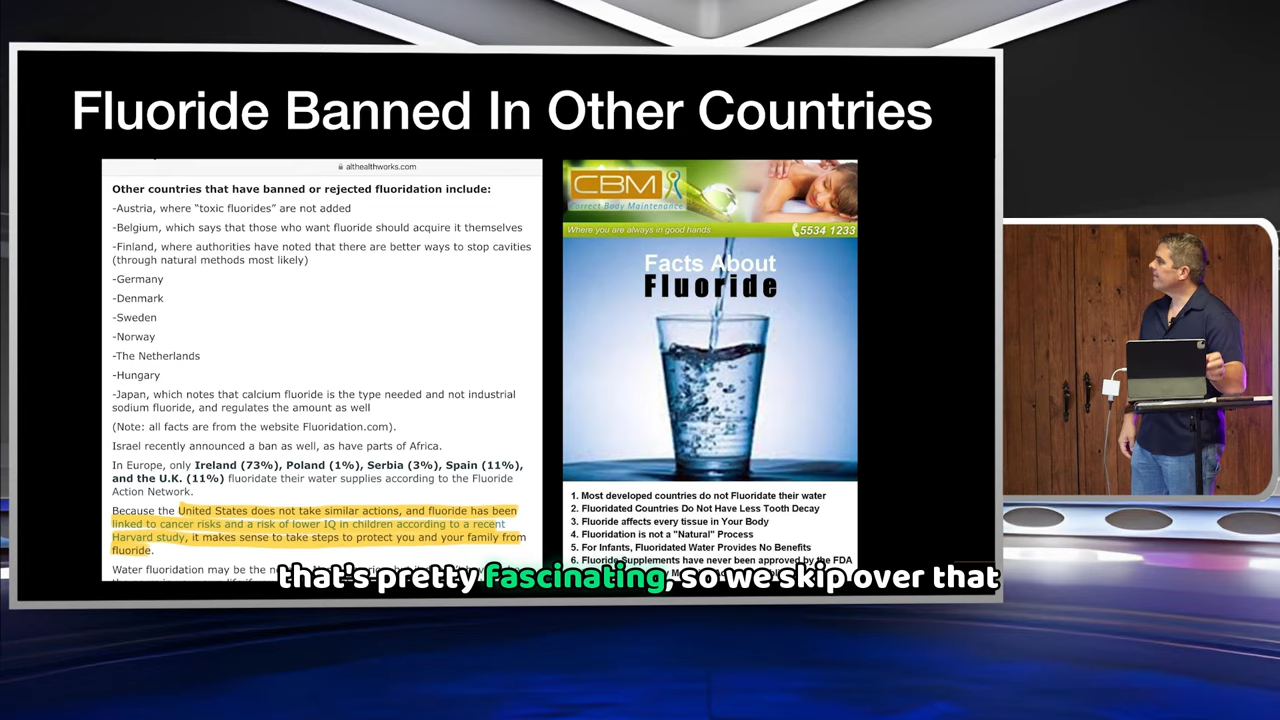 Fluoride Banned In Other Countries
althealthworks.com
Other countries that have banned or rejected fluoridation include:
-Austria, where “toxic fluorides” are not added
-Belgium, which says that those who want fluoride should acquire it themselves
-Finland, where authorities have noted that there are better ways to stop cavities
(through natural methods most likely)
-Germany
-Denmark
-Sweden
-Norway
-The Netherlands
-Hungary
-Japan, which notes that calcium fluoride is the type needed and not industrial
sodium fluoride, and regulates the amount as well
(Note: all facts are from the website Fluoridation.com).
Israel recently announced a ban as well, as have parts of Africa.
In Europe, only Ireland (73%), Poland (1%), Serbia (3%), Spain (11%),
and the U.K. (11%) fluoridate their water supplies according to the Fluoride
Action Network.
Because the United States does not take similar actions, and fluoride has been
linked to cancer risks and a risk of lower IQ in children according to a recent
Harvard study, it makes sense to take steps to protect you and your family from
fluoride.
Water fluoridation may be the
CBM
Correct Body Maintenance
Where you are always in good hands
5534 1233
Facts About
Fluoride
1. Most developed countries do not Fluoridate their water
2. Fluoridated Countries Do Not Have Less Tooth Decay
3. Fluoride affects every tissue in Your Body
4. Fluoridation is not a "Natural" Process
5. For Infants, Fluoridated Water Provides No Benefits
6. Fluoride Supplements have never been approved by the FDA
that's pretty fascinating, so we skip over that